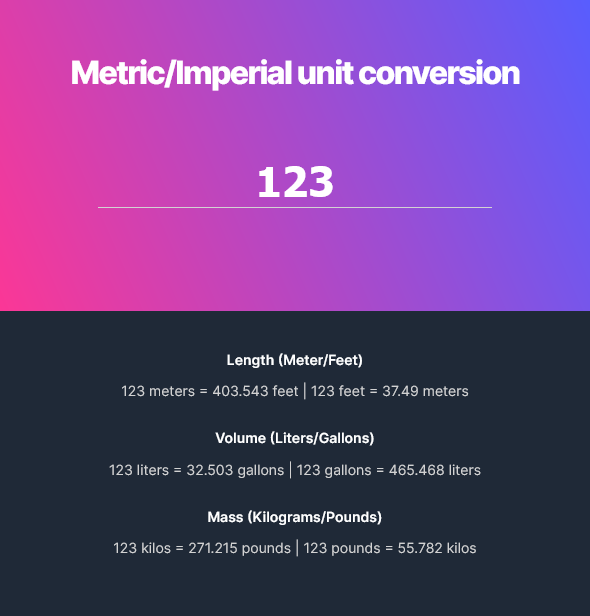 Metric/Imperial unit conversion
123
Length (Meter/Feet)
123 meters = 403.543 feet | 123 feet = 37.49 meters
Volume (Liters/Gallons)
123 liters = 32.503 gallons | 123 gallons = 465.468 liters
Mass (Kilograms/Pounds)
123 kilos = 271.215 pounds | 123 pounds = 55.782 kilos